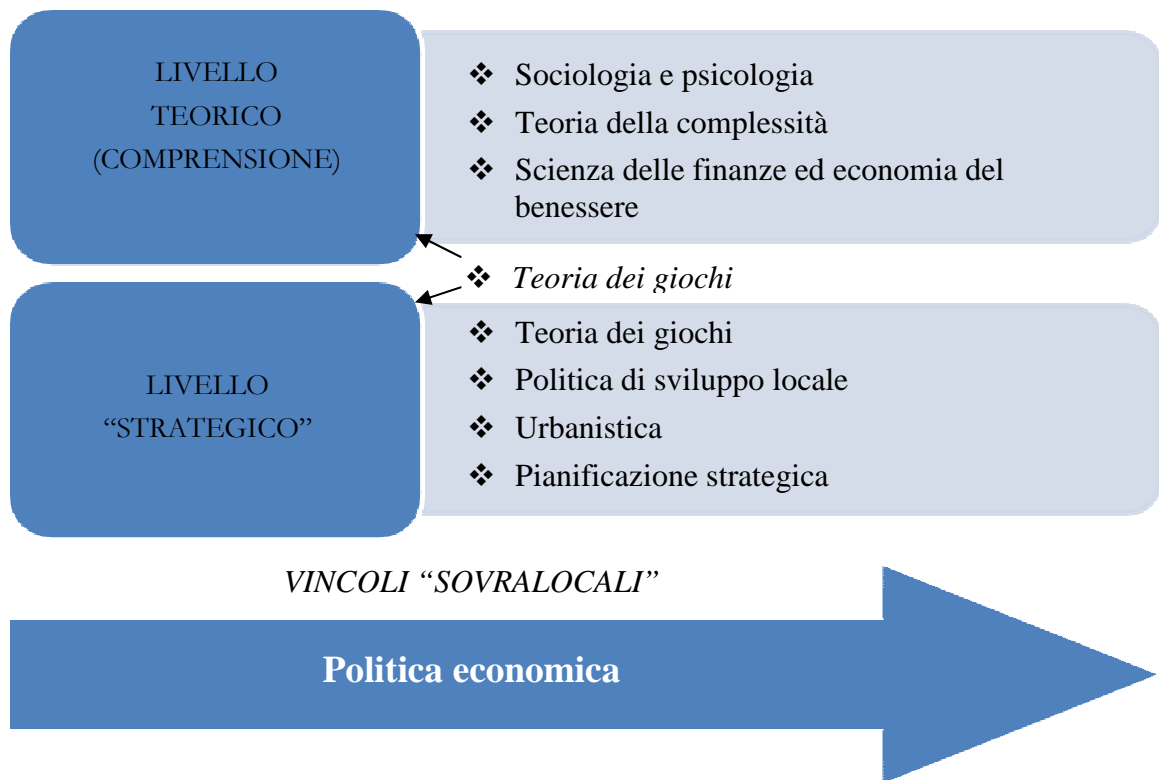 LIVELLO
TEORICO
(COMPRENSIONE)
❖ Sociologia e psicologia
❖ Teoria della complessità
❖ Scienza delle finanze ed economia del
benessere
❖ Teoria dei giochi
LIVELLO
“STRATEGICO”
❖ Teoria dei giochi
❖ Politica di sviluppo locale
❖ Urbanistica
❖ Pianificazione strategica
VINCOLI “SOVRALOCALI”
Politica economica